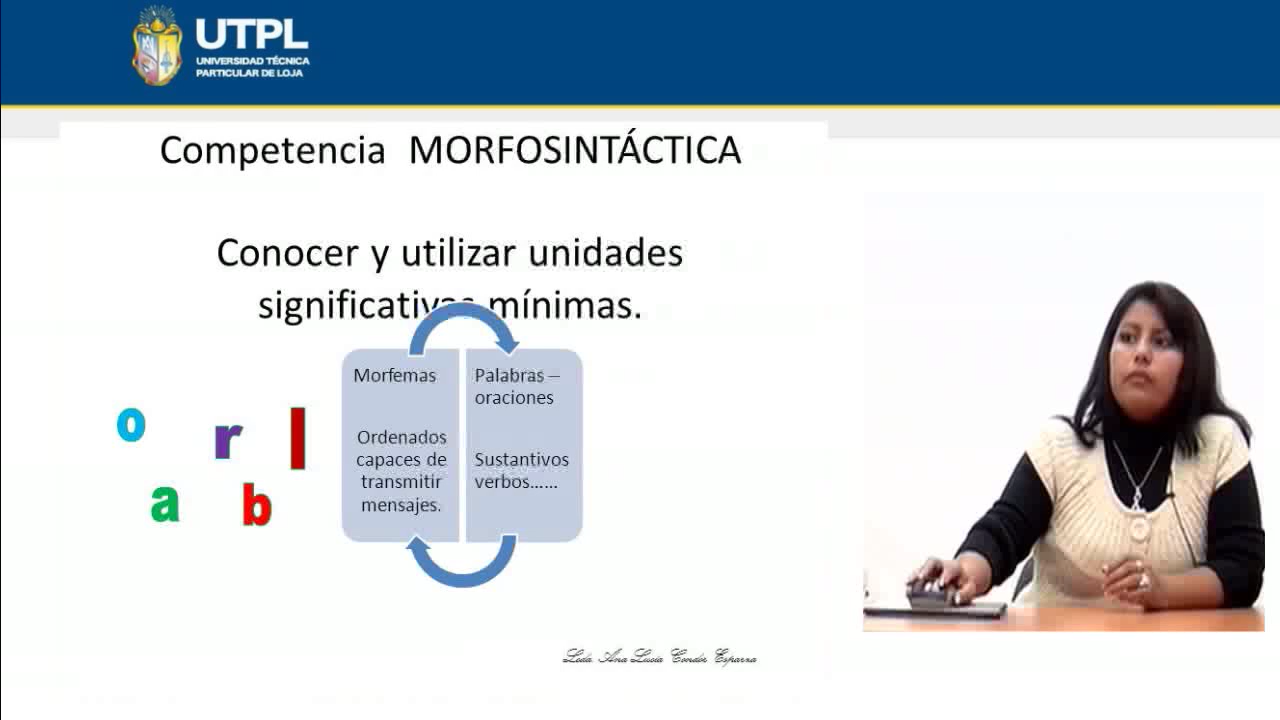 UTPL
UNIVERSIDAD TÉCNICA
PARTICULAR DE LOJA
Competencia MORFOSINTÁCTICA
Conocer y utilizar unidades
significativas mínimas.
Morfemas
Ordenados
capaces de
transmitir
mensajes.
Palabras –
oraciones
Sustantivos
verbos......
o
r
l
a
b
Lcda. Ana Lucía Condor Esparza